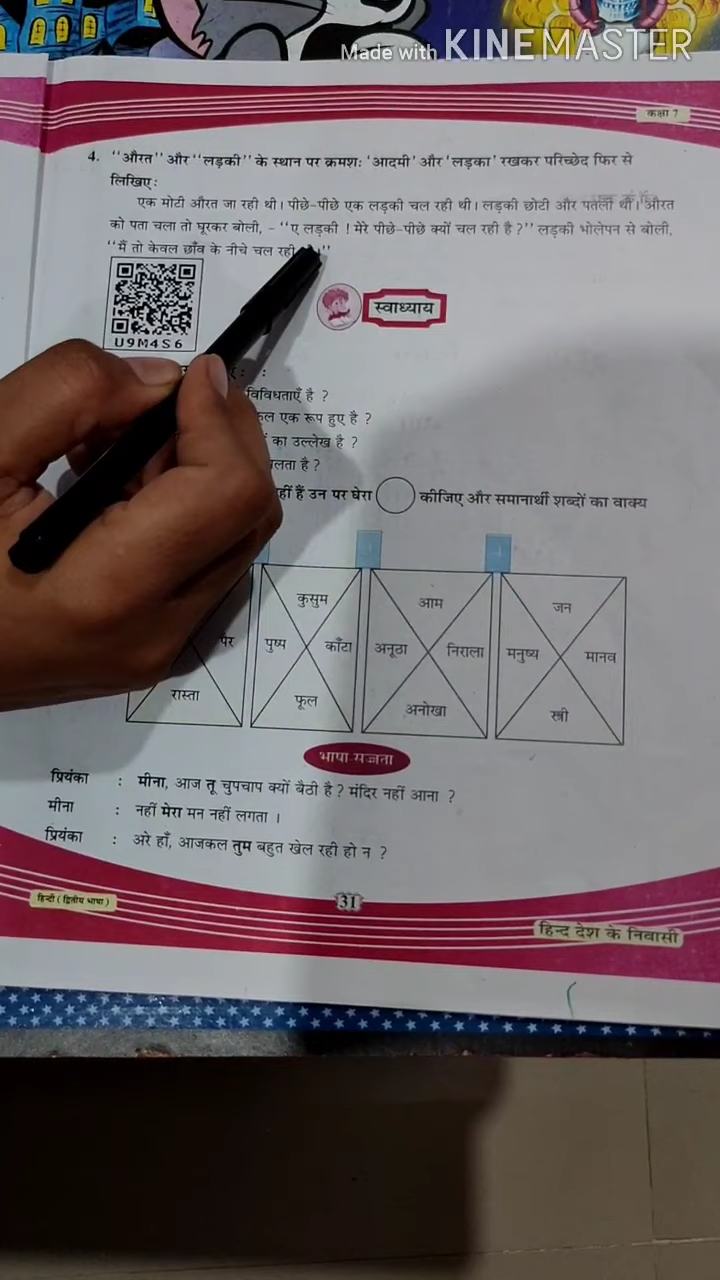 Made with KINEMASTER
कक्षा 7
4. ''औरत'' और ''लड़की'' के स्थान पर क्रमशः 'आदमी' और 'लड़का' रखकर परिच्छेद फिर से
लिखिए :
एक मोटी औरत जा रही थी। पीछे-पीछे एक लड़की चल रही थी। लड़की छोटी और पतली थी। औरत
को पता चला तो घूरकर बोली, - ''ए लड़की ! मेरे पीछे-पीछे क्यों चल रही है ?'' लड़की भोलेपन से बोली,
''मैं तो केवल छाँव के नीचे चल रही
U9M4S6
स्वाध्याय
विविधताएँ है ?
एक रूप हुए है ?
का उल्लेख है ?
है ?
हैं उन पर घेरा कीजिए और समानार्थी शब्दों का वाक्य
कुसुम आम जन
पुष्प काँटा अनूठा निराला मनुष्य मानव
रास्ता फूल अनोखा स्त्री
भाषा सज्जता
प्रियंका : मीना, आज तू चुपचाप क्यों बैठी है ? मंदिर नहीं आना ?
मीना : नहीं मेरा मन नहीं लगता ।
प्रियंका : अरे हाँ, आजकल तुम बहुत खेल रही हो न ?
हिन्दी (द्वितीय भाषा)
31
हिन्द देश के निवासी